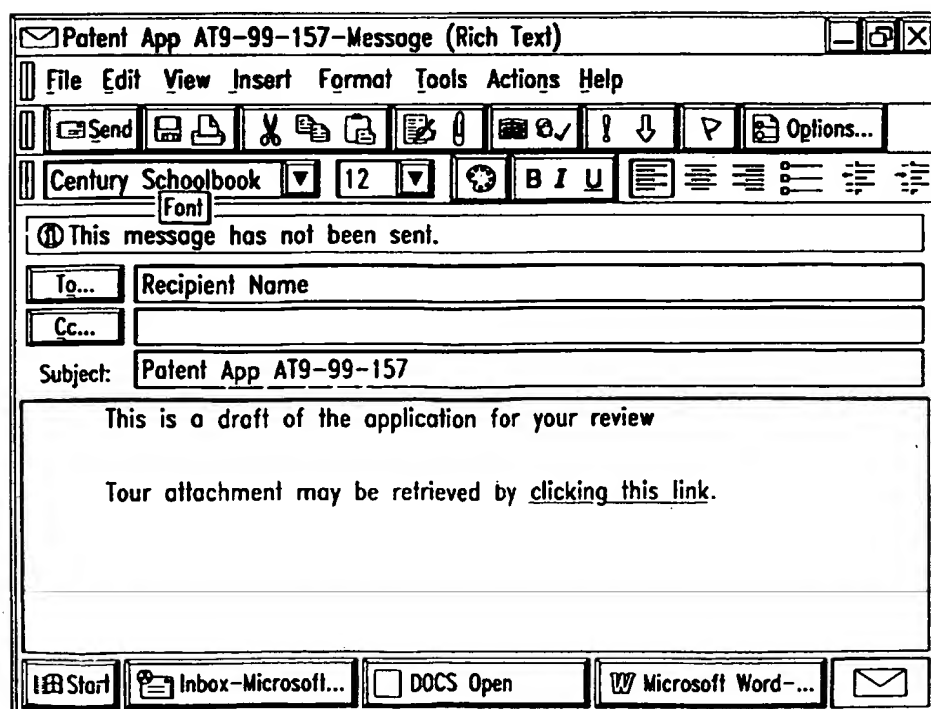 Patent App AT9-99-157-Message (Rich Text)
File Edit View Insert Format Tools Actions Help
Send Options...
Century Schoolbook 12 B I U
Font
This message has not been sent.
To... Recipient Name
Cc...
Subject: Patent App AT9-99-157
This is a draft of the application for your review
Tour attachment may be retrieved by clicking this link.
Start Inbox-Microsoft... DOCS Open W Microsoft Word-...